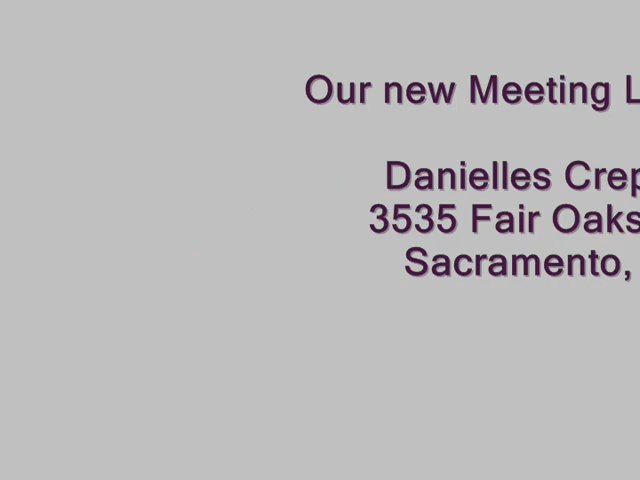 Our new Meeting L
Danielles Crep
3535 Fair Oaks
Sacramento,